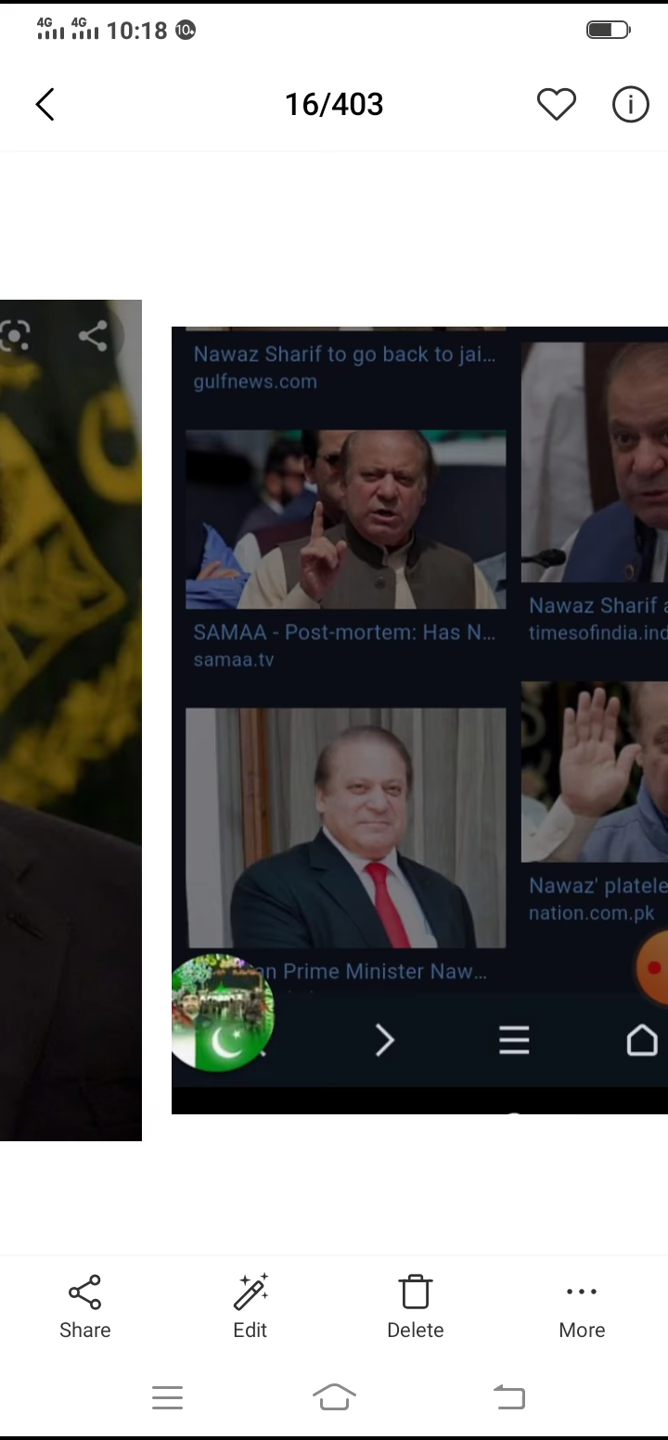 4G 4G 10:18 10+
16/403
Nawaz Sharif to go back to jai...
gulfnews.com
SAMAA - Post-mortem: Has N...
samaa.tv
Nawaz Sharif
timesofindia.ind
Nawaz' platele
nation.com.pk
Prime Minister Naw...
Share
Edit
Delete
More